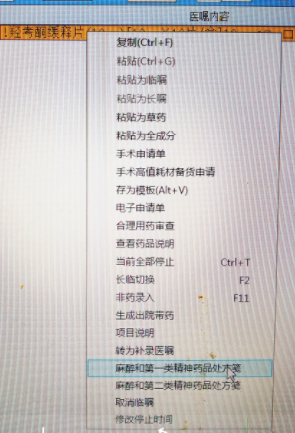 医嘱内容
!羟考酮缓释片
复制(Ctrl+F)
粘贴(Ctrl+G)
粘贴为临嘱
粘贴为长嘱
粘贴为草药
粘贴为全成分
手术申请单
手术高值耗材备货申请
存为模板(Alt+V)
电子申请单
合理用药审查
查看药品说明
当前全部停止 Ctrl+T
长临切换 F2
非药录入 F11
生成出院带药
项目说明
转为补录医嘱
麻醉和第一类精神药品处方笺
麻醉和第二类精神药品处方笺
取消临嘱
修改停止时间